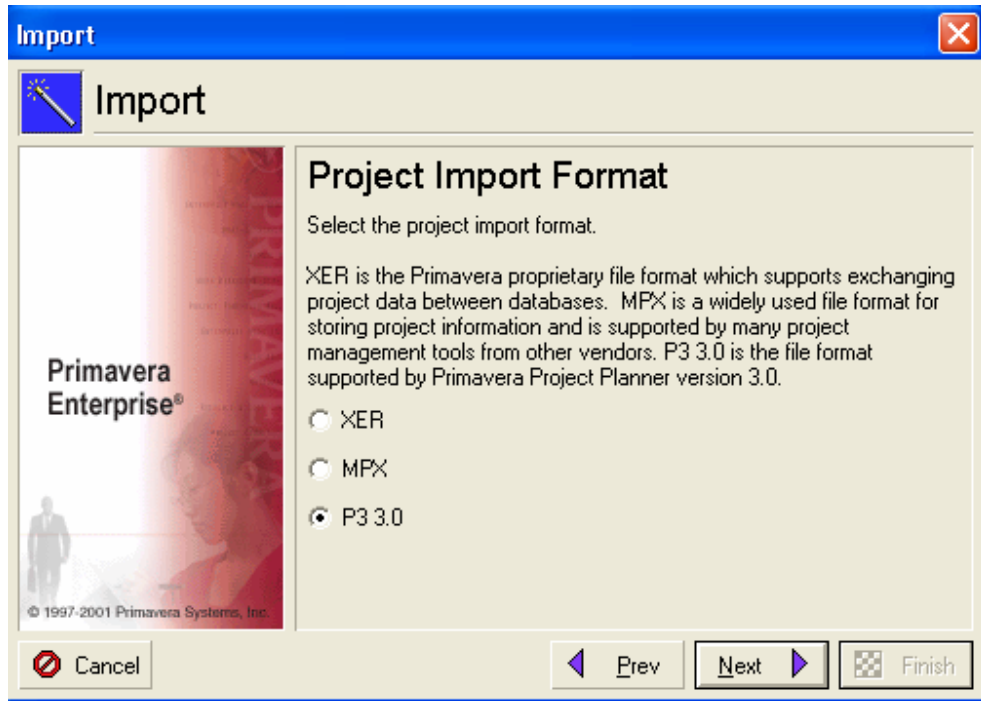 Import
Import
PRIMAVERA
Primavera
Enterprise®
© 1997-2001 Primavera Systems, Inc.
Project Import Format
Select the project import format.
XER is the Primavera proprietary file format which supports exchanging
project data between databases. MPX is a widely used file format for
storing project information and is supported by many project
management tools from other vendors. P3 3.0 is the file format
supported by Primavera Project Planner version 3.0.
XER
MPX
P3 3.0
Cancel
Prev
Next
Finish